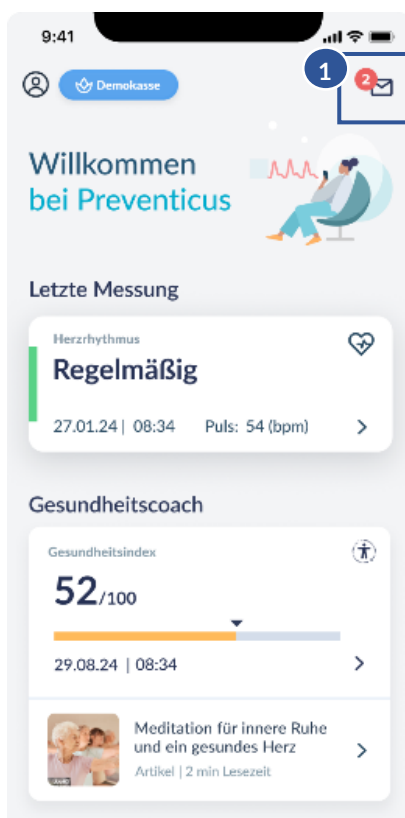 9:41
Demokasse
1
2
Willkommen
bei Preventicus
Letzte Messung
Herzrhythmus
Regelmäßig
27.01.24 | 08:34 Puls: 54 (bpm)
Gesundheitscoach
Gesundheitsindex
52/100
29.08.24 | 08:34
Meditation für innere Ruhe
und ein gesundes Herz
Artikel | 2 min Lesezeit